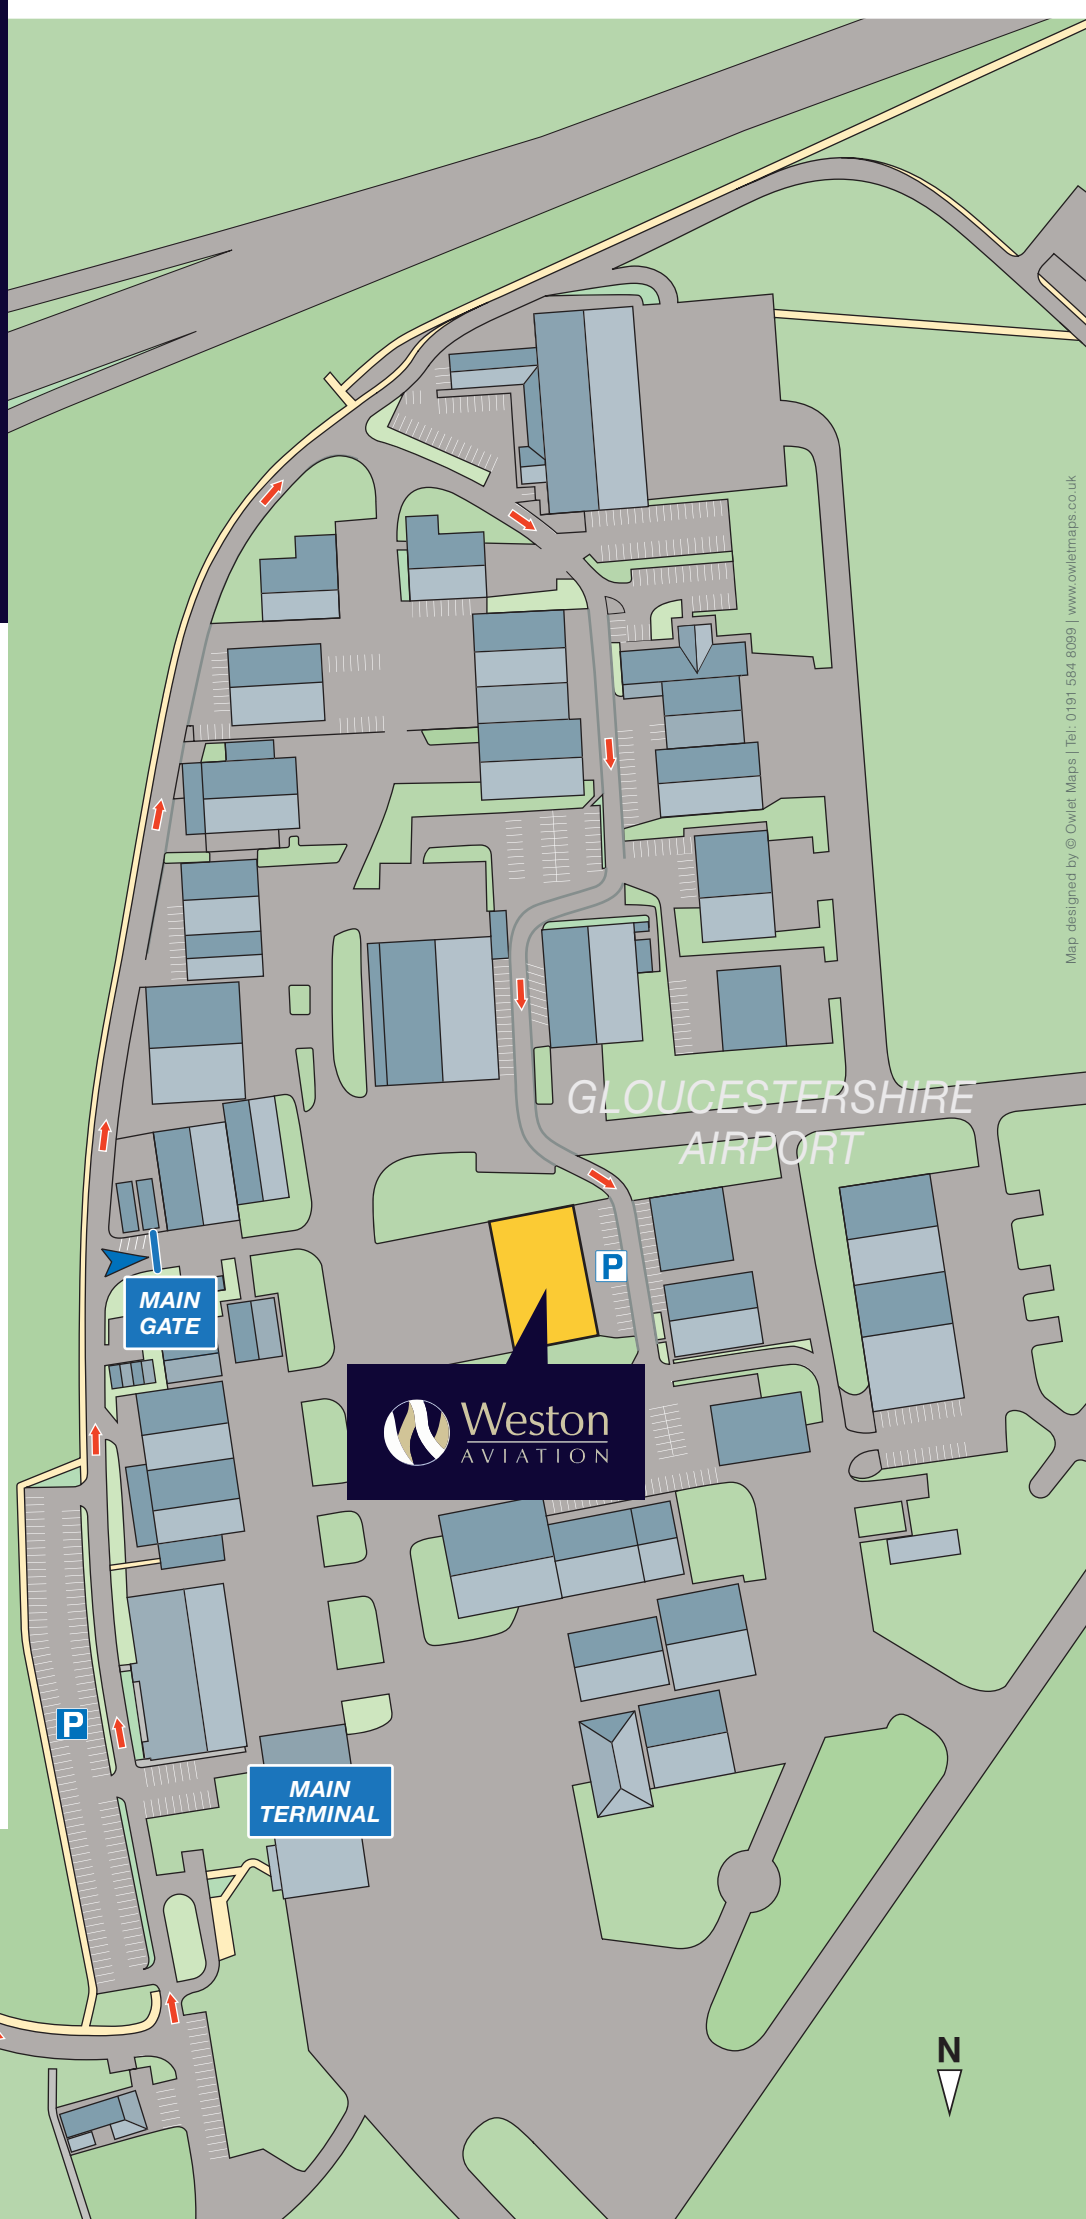 Map designed by © Owlet Maps | Tel: 0191 584 8099 | www.owletmaps.co.uk
GLOUCESTERSHIRE
AIRPORT
P
MAIN
GATE
Weston
AVIATION
P
MAIN
TERMINAL
N